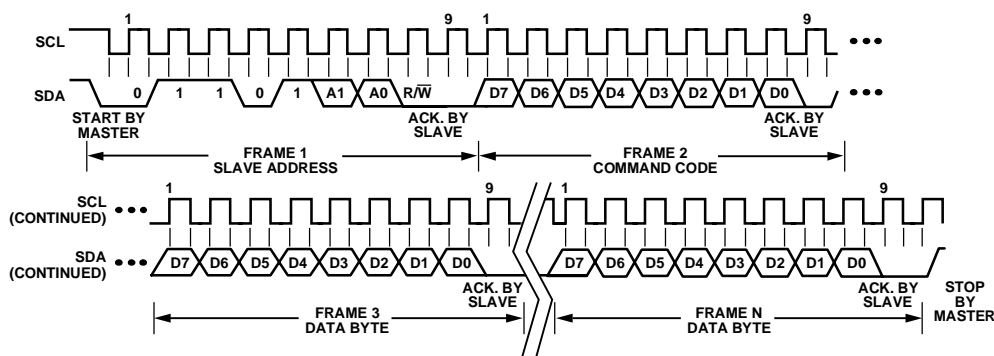 1 9 1 9
SCL
SDA 0 1 1 0 1 A1 A0 R/W̅ D7 D6 D5 D4 D3 D2 D1 D0
START BY MASTER
ACK. BY SLAVE
ACK. BY SLAVE
FRAME 1 SLAVE ADDRESS
FRAME 2 COMMAND CODE
1 9 1 9
SCL (CONTINUED)
SDA (CONTINUED) D7 D6 D5 D4 D3 D2 D1 D0 D7 D6 D5 D4 D3 D2 D1 D0
ACK. BY SLAVE
ACK. BY SLAVE
STOP BY MASTER
FRAME 3 DATA BYTE
FRAME N DATA BYTE